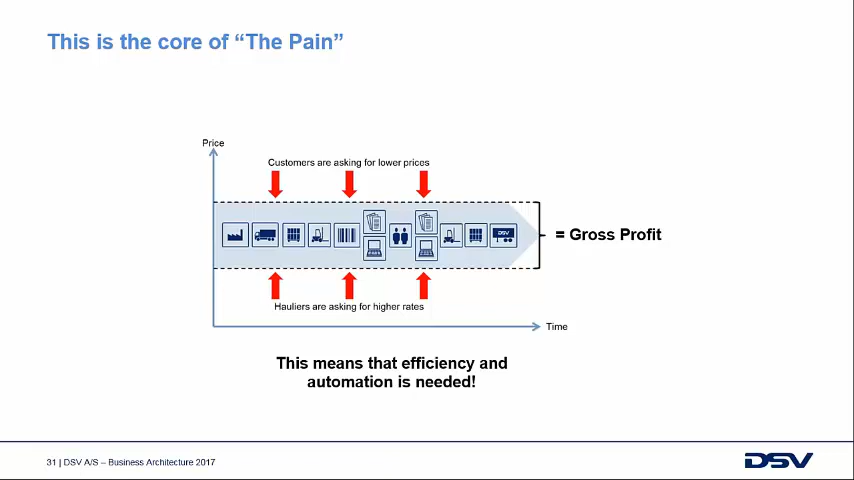 This is the core of “The Pain”
Price
Customers are asking for lower prices
DSV
= Gross Profit
Hauliers are asking for higher rates
Time
This means that efficiency and
automation is needed!
31 | DSV A/S – Business Architecture 2017
DSV